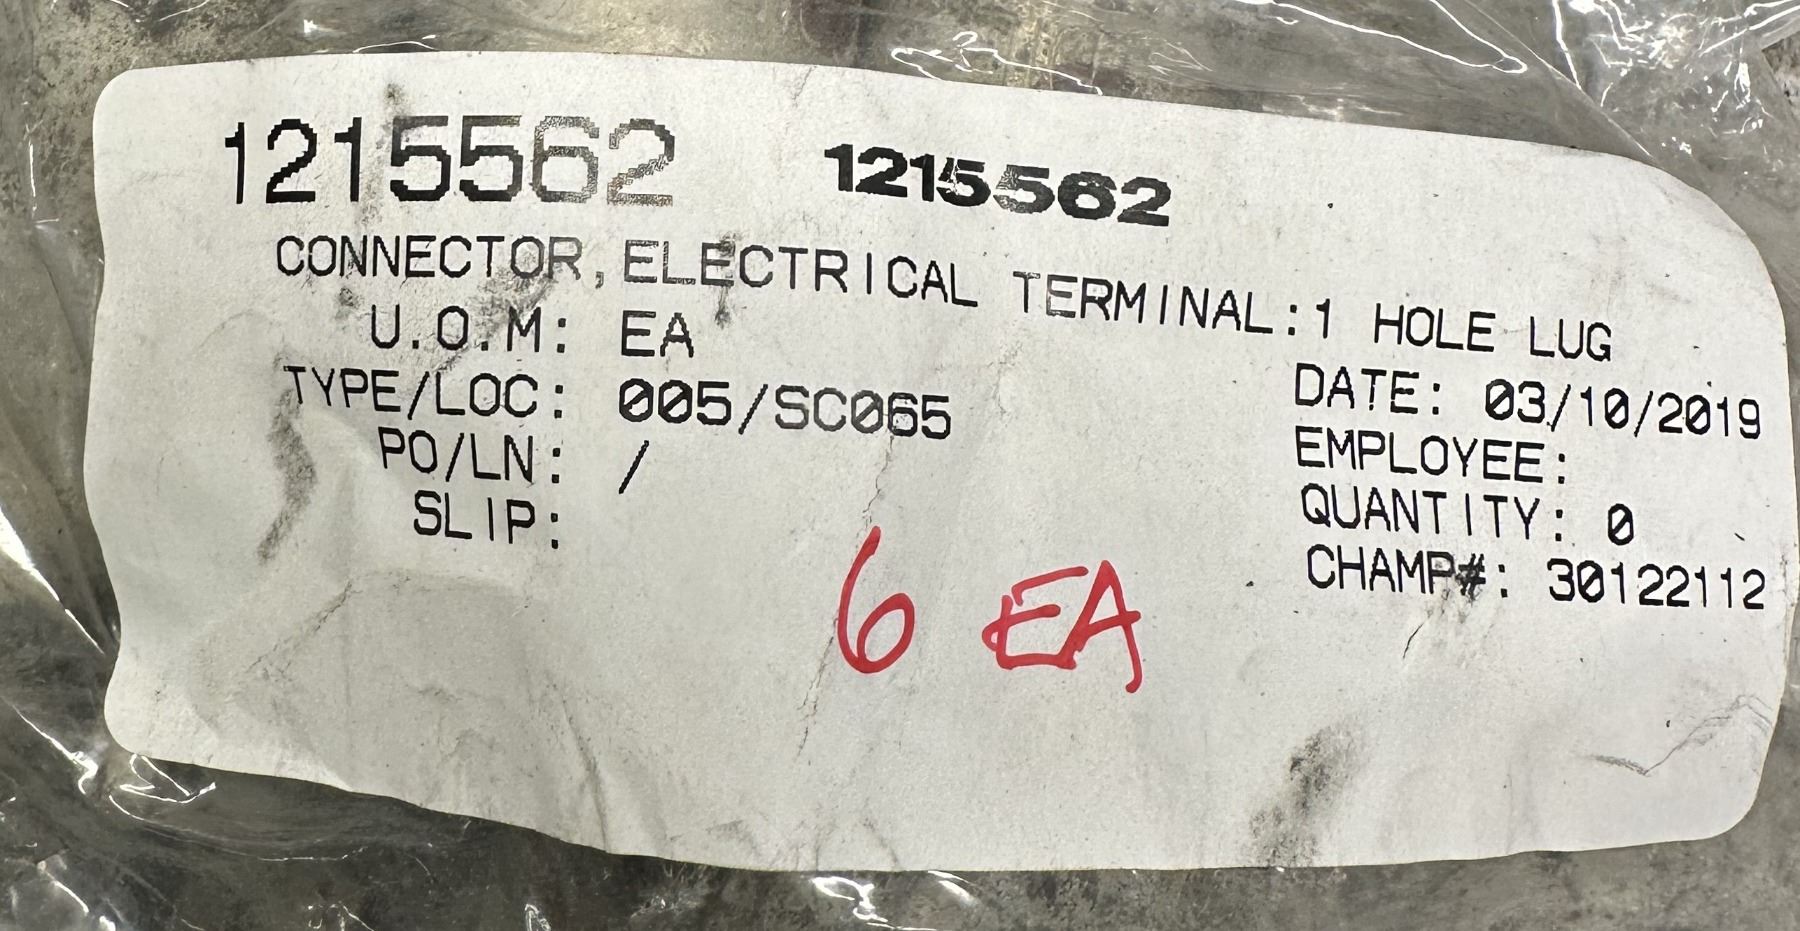 1215562 1215562
CONNECTOR,ELECTRICAL TERMINAL:1 HOLE LUG
U.O.M: EA
TYPE/LOC: 005/SC065
DATE: 03/10/2019
PO/LN: /
EMPLOYEE:
SLIP:
QUANTITY: 0
CHAMP#: 30122112
6 EA